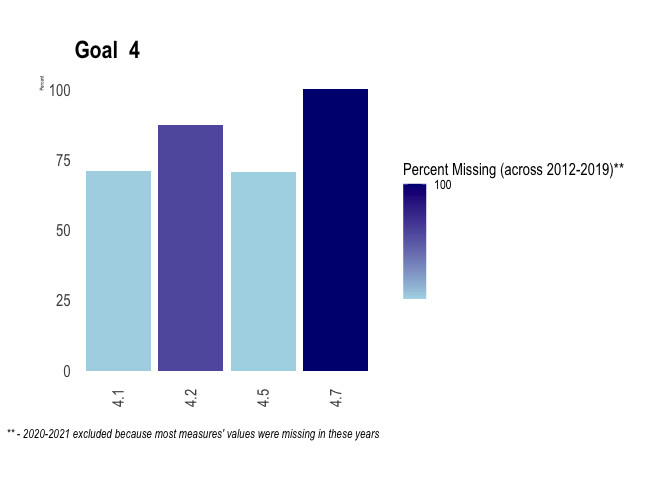 Goal  4
Percent
100
75
50
25
0
4.1
4.2
4.5
4.7
Percent Missing (across 2012-2019)**
100
** - 2020-2021 excluded because most measures' values were missing in these years